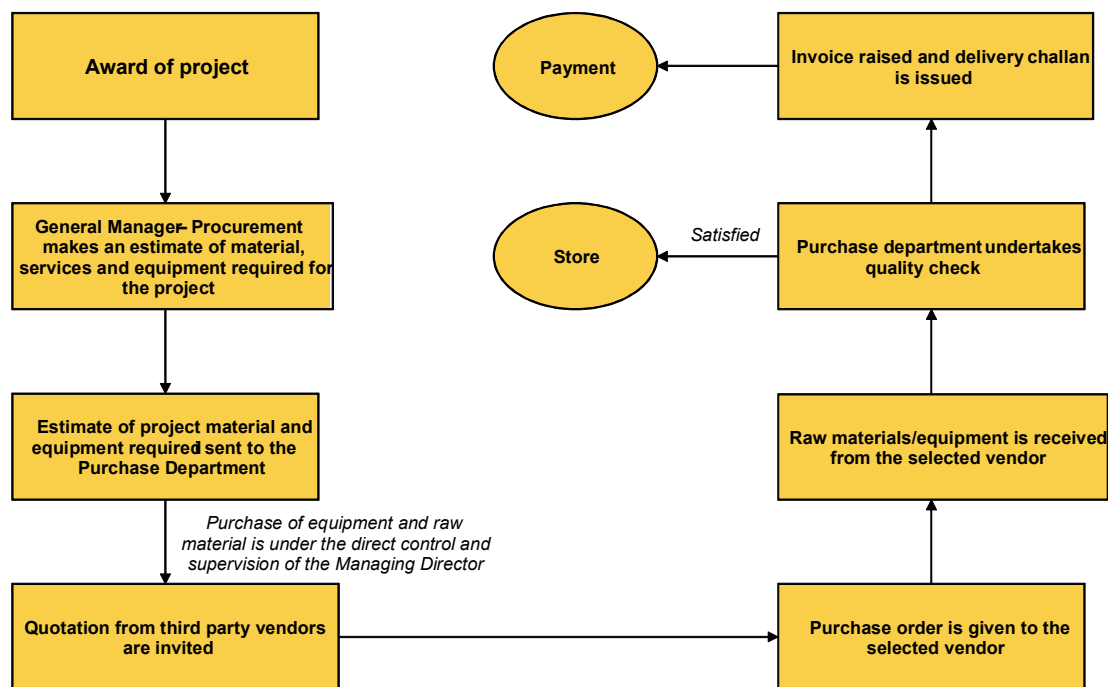 Award of project
General Manager– Procurement
makes an estimate of material,
services and equipment required for
the project
Estimate of project material and
equipment required sent to the
Purchase Department
Purchase of equipment and raw
material is under the direct control and
supervision of the Managing Director
Quotation from third party vendors
are invited
Purchase order is given to the
selected vendor
Raw materials/equipment is received
from the selected vendor
Purchase department undertakes
quality check
Satisfied
Store
Invoice raised and delivery challan
is issued
Payment